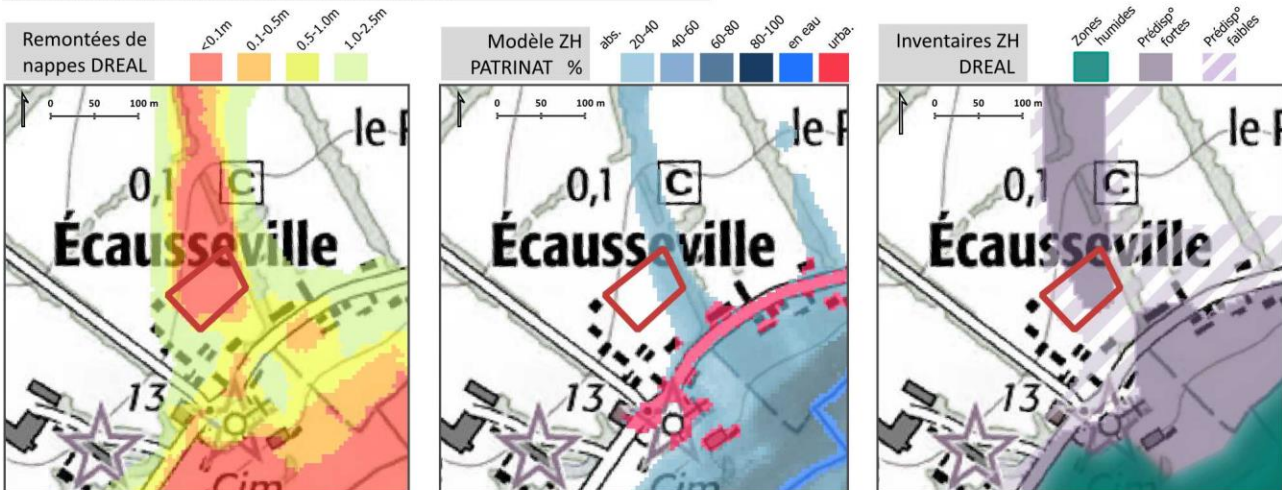 Remontées de
nappes DREAL
<0.1m
0.1-0.5m
0.5-1.0m
1.0-2.5m
0 50 100 m
le F
0,1
C
Écausseville
13
Cim
Modèle ZH
PATRINAT %
abs.
20-40
40-60
60-80
80-100
en eau
urba.
0 50 100 m
le P
0,1
C
Écausseville
13
Cim
Inventaires ZH
DREAL
Zones
humides
Prédisp°
fortes
Prédisp°
faibles
0 50 100 m
le P
0,1
C
Écausseville
13
Cim